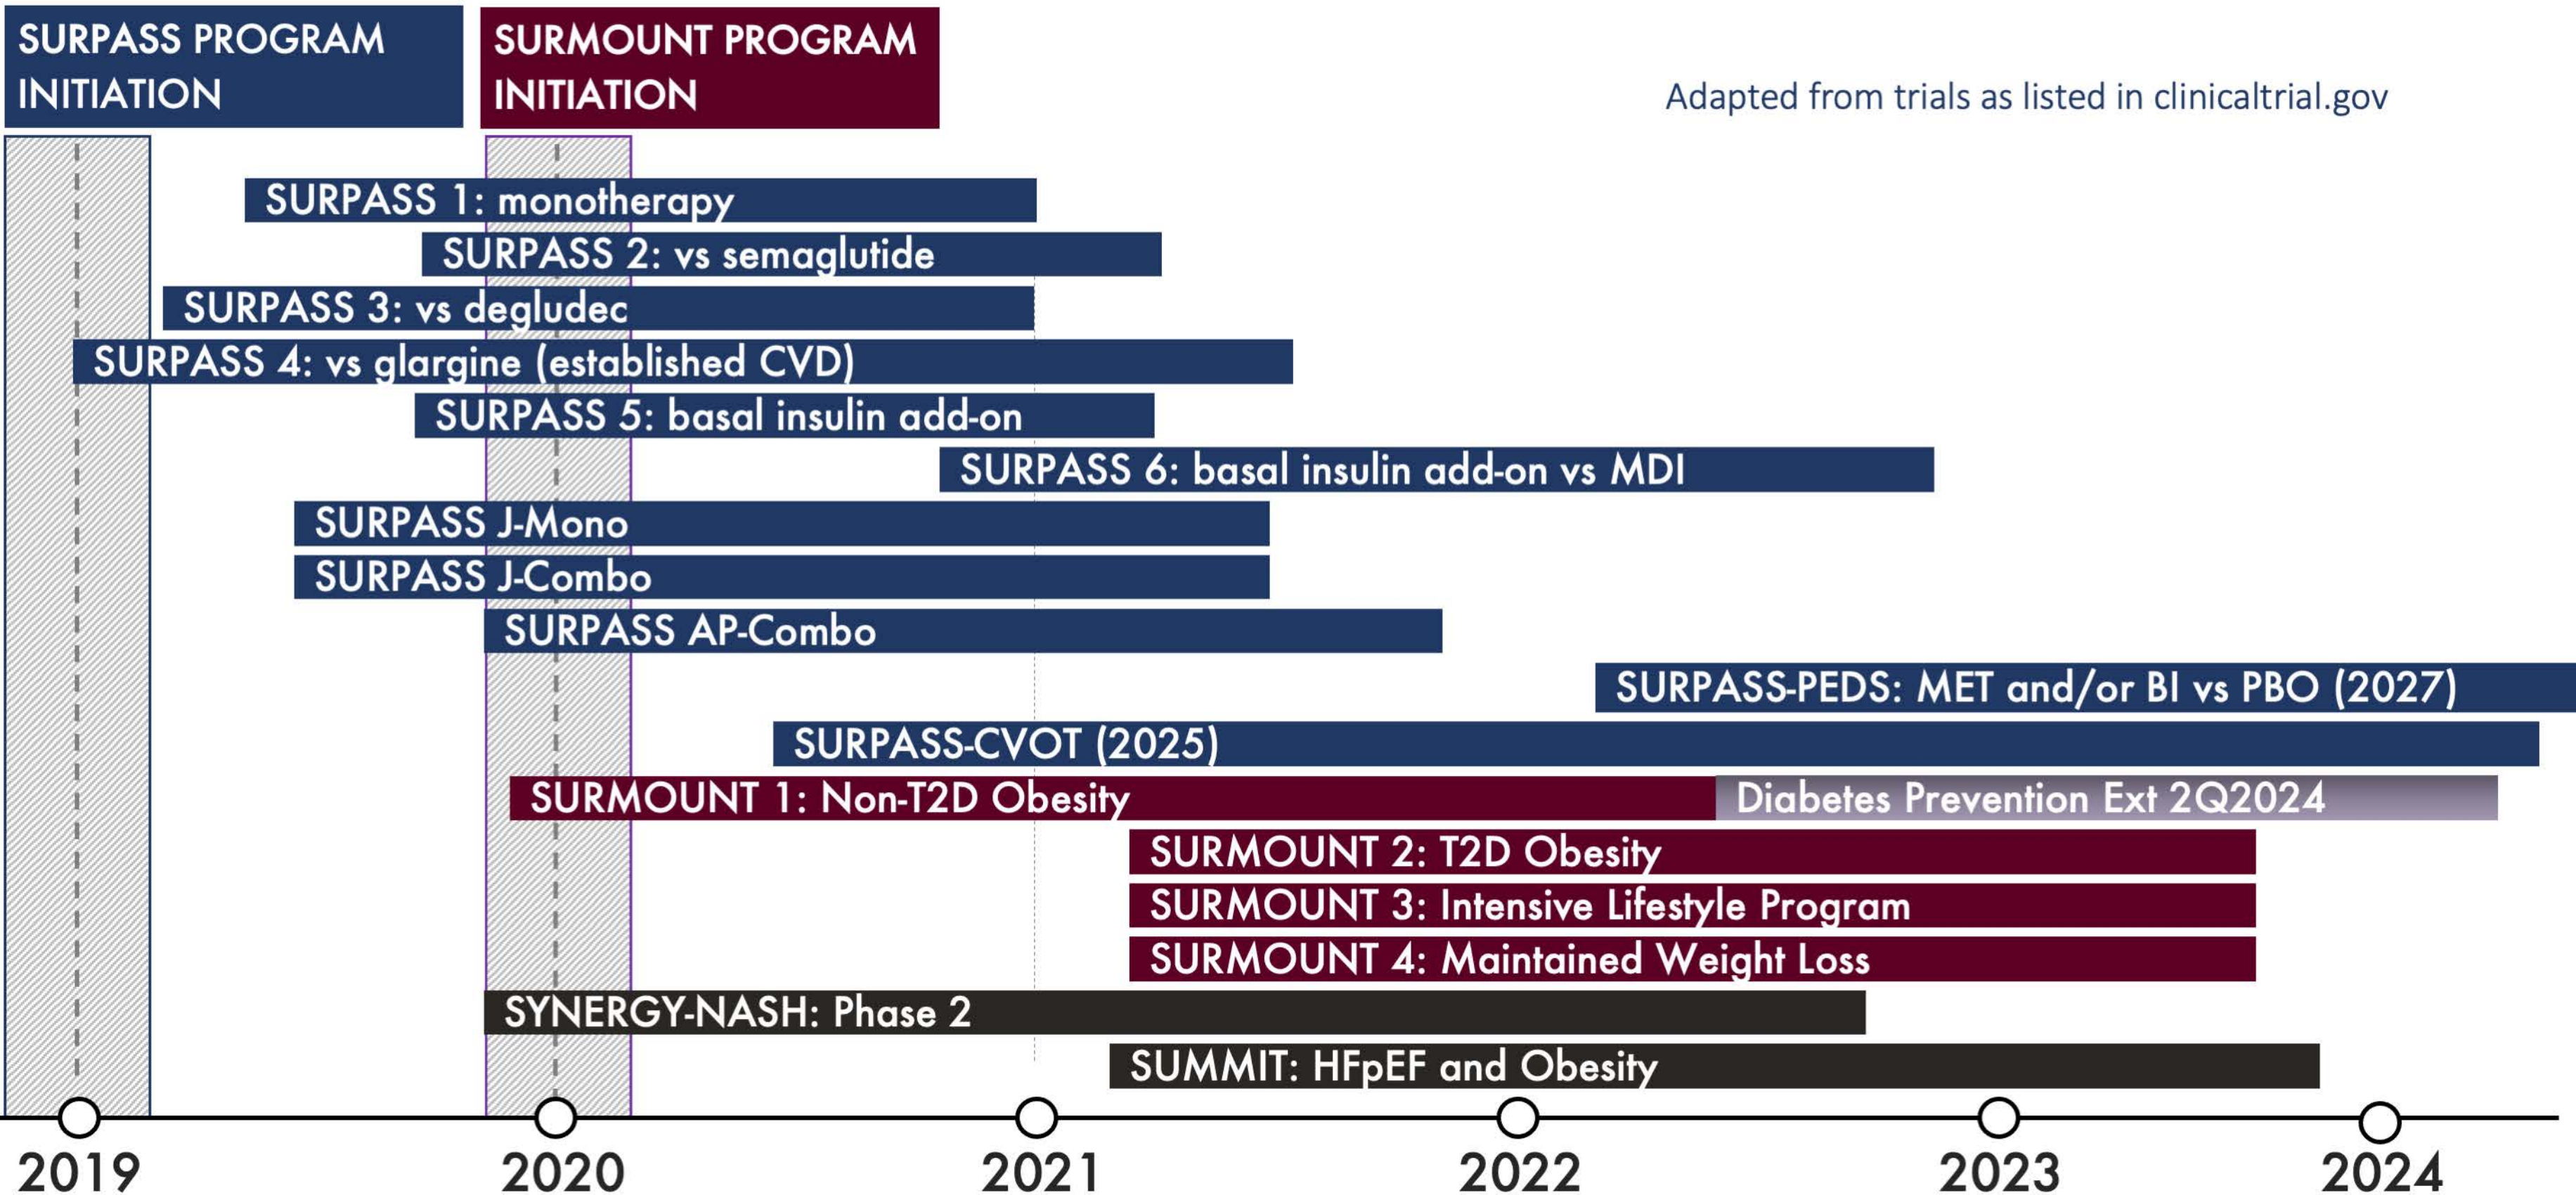 SURPASS PROGRAM
INITIATION
SURMOUNT PROGRAM
INITIATION
Adapted from trials as listed in clinicaltrial.gov
SURPASS 1: monotherapy
SURPASS 2: vs semaglutide
SURPASS 3: vs degludec
SURPASS 4: vs glargine (established CVD)
SURPASS 5: basal insulin add-on
SURPASS 6: basal insulin add-on vs MDI
SURPASS J-Mono
SURPASS J-Combo
SURPASS AP-Combo
SURPASS-PEDS: MET and/or BI vs PBO (2027)
SURPASS-CVOT (2025)
SURMOUNT 1: Non-T2D Obesity
Diabetes Prevention Ext 2Q2024
SURMOUNT 2: T2D Obesity
SURMOUNT 3: Intensive Lifestyle Program
SURMOUNT 4: Maintained Weight Loss
SYNERGY-NASH: Phase 2
SUMMIT: HFpEF and Obesity
2019 2020 2021 2022 2023 2024